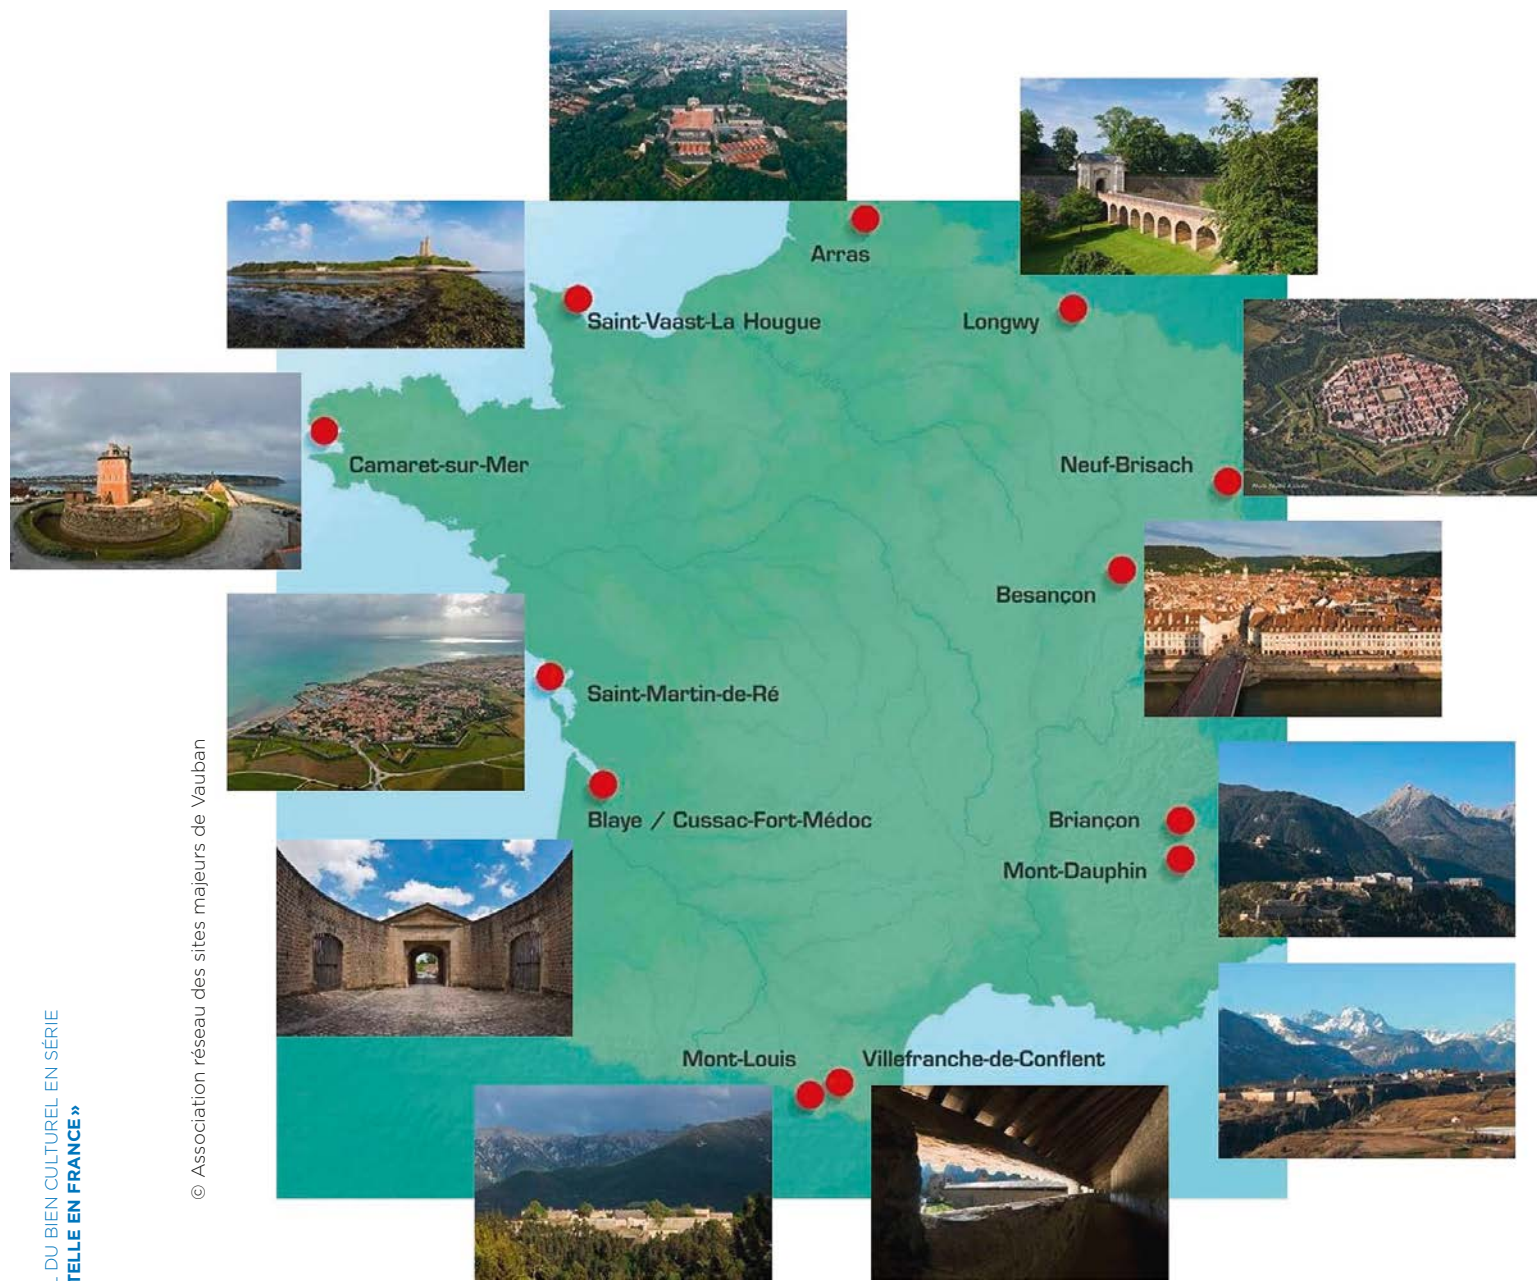 Arras
Saint-Vaast-La Hougue
Longwy
Camaret-sur-Mer
Neuf-Brisach
Besançon
Saint-Martin-de-Ré
Blaye / Cussac-Fort-Médoc
Briançon
Mont-Dauphin
Mont-Louis
Villefranche-de-Conflent
© Association réseau des sites majeurs de Vauban
DU BIEN CULTUREL EN SÉRIE
TELLE EN FRANCE»